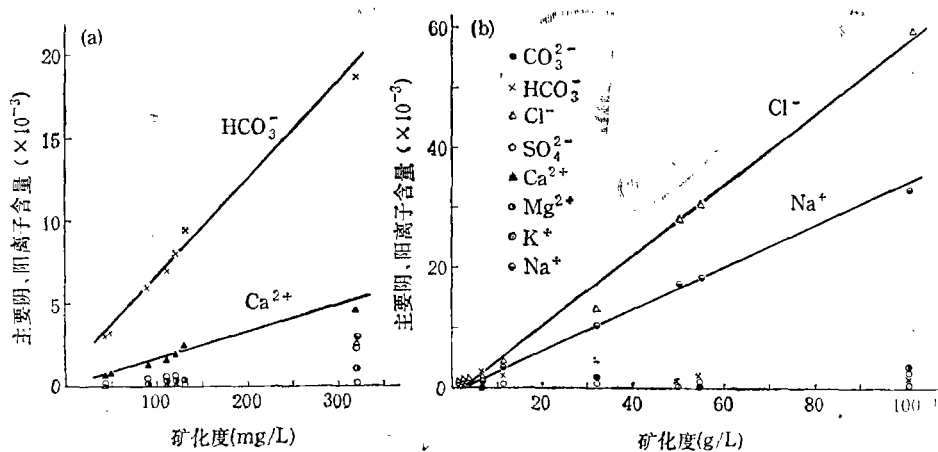 (a)
主要阴、阳离子含量（×10⁻³）
20
15
10
5
0
HCO₃⁻
Ca²⁺
100
200
300
矿化度(mg/L)
(b)
主要阴、阳离子含量（×10⁻³）
60
40
20
0
CO₃²⁻
HCO₃⁻
Cl⁻
SO₄²⁻
Ca²⁺
Mg²⁺
K⁺
Na⁺
Cl⁻
Na⁺
20
40
60
80
100
矿化度(g/L)